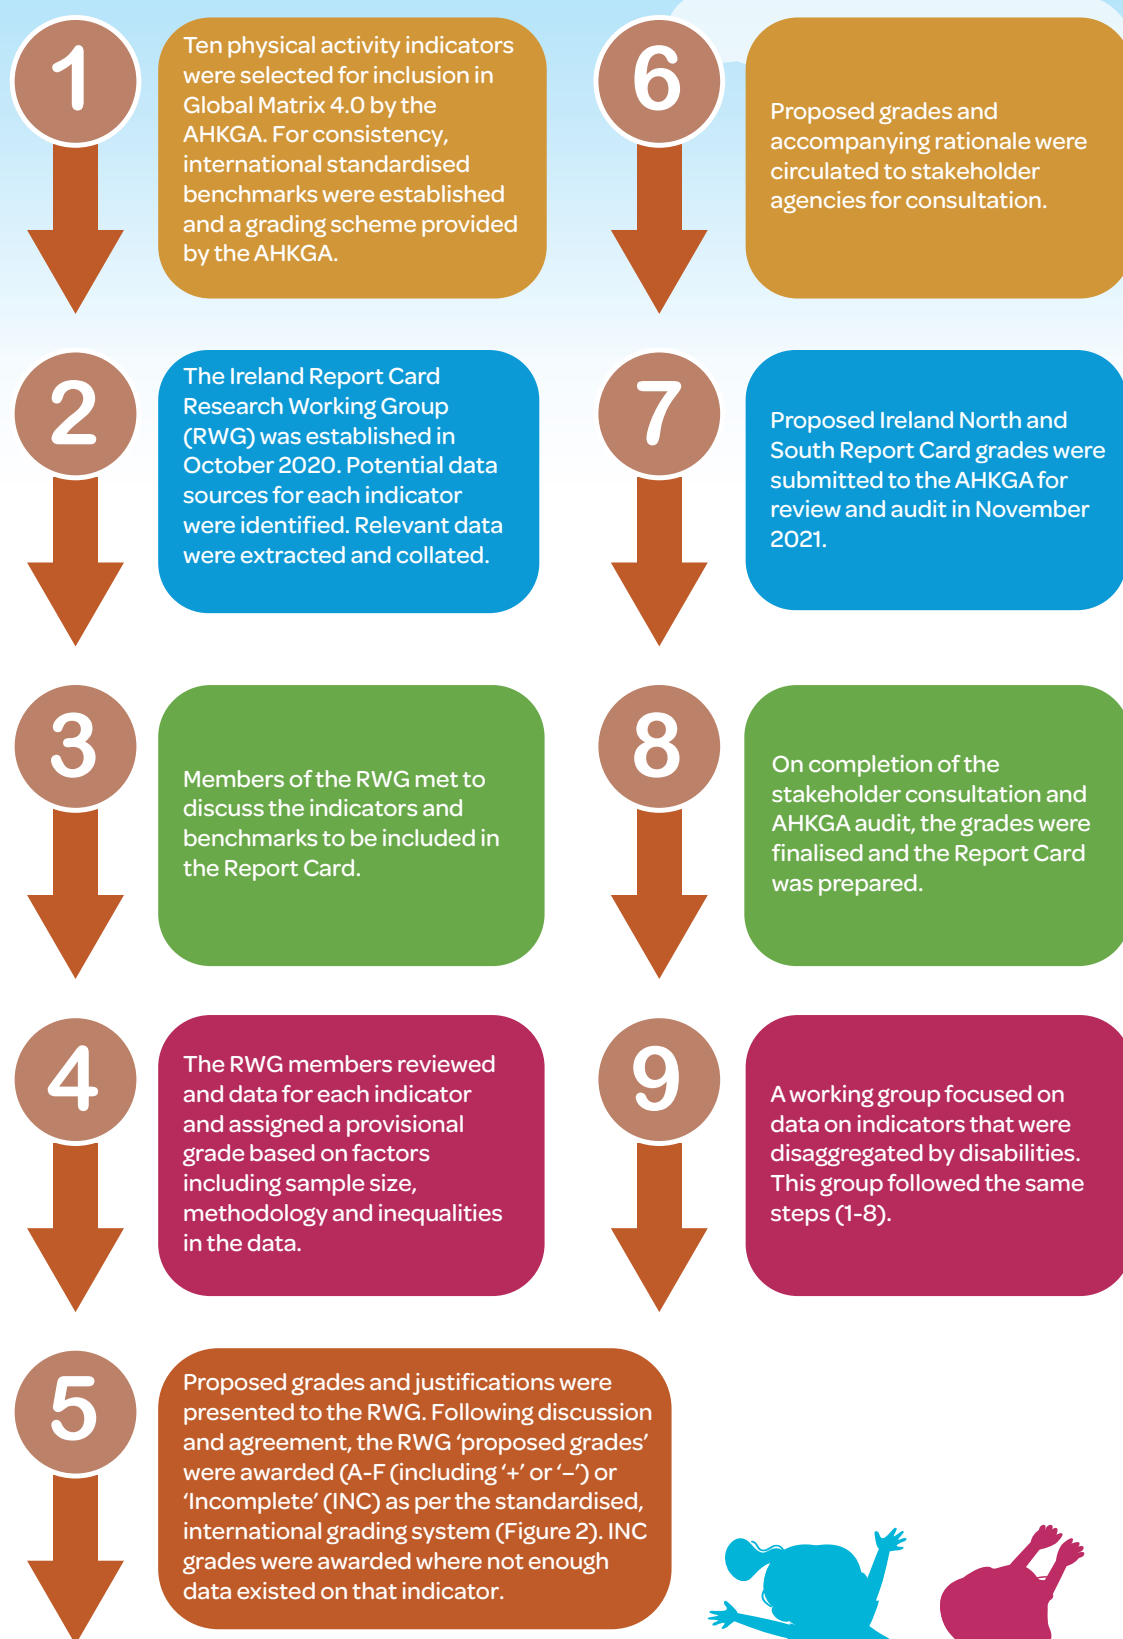 1
Ten physical activity indicators
were selected for inclusion in
Global Matrix 4.0 by the
AHKGA. For consistency,
international standardised
benchmarks were established
and a grading scheme provided
by the AHKGA.
2
The Ireland Report Card
Research Working Group
(RWG) was established in
October 2020. Potential data
sources for each indicator
were identified. Relevant data
were extracted and collated.
3
Members of the RWG met to
discuss the indicators and
benchmarks to be included in
the Report Card.
4
The RWG members reviewed
and data for each indicator
and assigned a provisional
grade based on factors
including sample size,
methodology and inequalities
in the data.
5
Proposed grades and justifications were
presented to the RWG. Following discussion
and agreement, the RWG ‘proposed grades’
were awarded (A-F (including ‘+’ or ‘–’) or
‘Incomplete’ (INC) as per the standardised,
international grading system (Figure 2). INC
grades were awarded where not enough
data existed on that indicator.
6
Proposed grades and
accompanying rationale were
circulated to stakeholder
agencies for consultation.
7
Proposed Ireland North and
South Report Card grades were
submitted to the AHKGA for
review and audit in November
2021.
8
On completion of the
stakeholder consultation and
AHKGA audit, the grades were
finalised and the Report Card
was prepared.
9
A working group focused on
data on indicators that were
disaggregated by disabilities.
This group followed the same
steps (1-8).